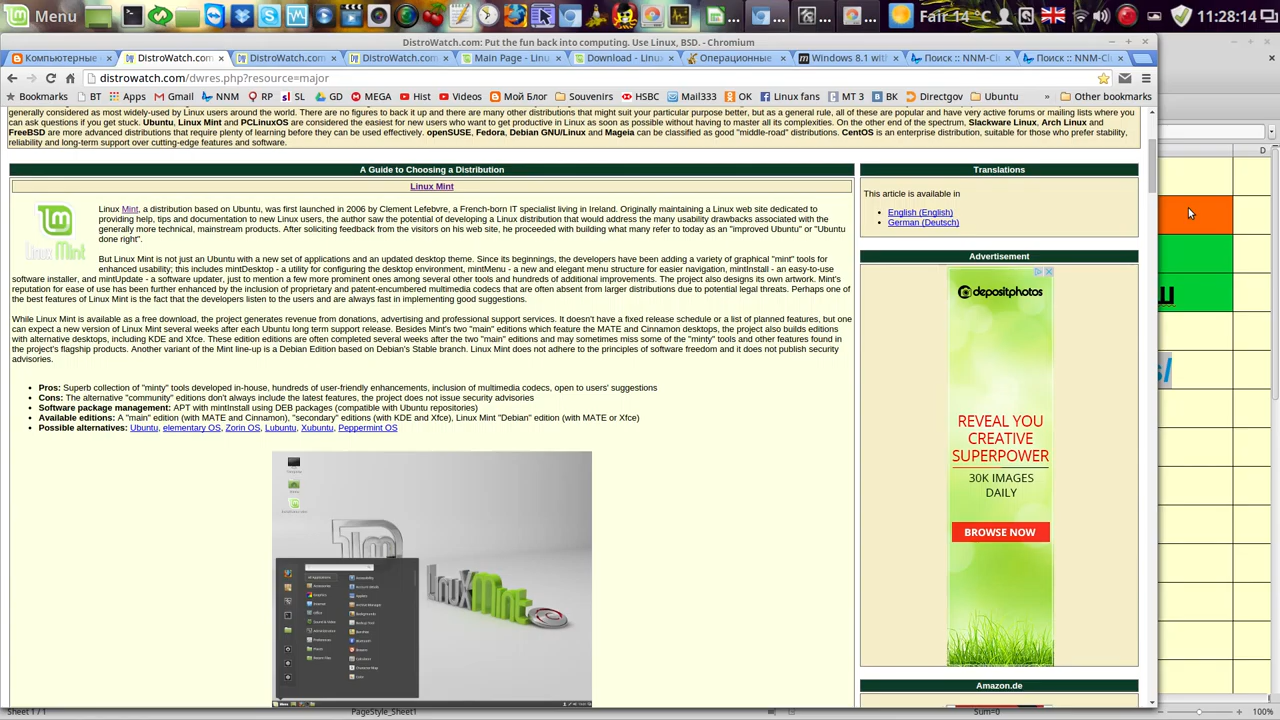 Menu
Fair 14 °C
11:28:14
DistroWatch.com: Put the fun back into computing. Use Linux, BSD. - Chromium
Компьютерные
DistroWatch.com
DistroWatch.com
DistroWatch.com
Main Page - Linu
Download - Linux
Операционные
Windows 8.1 with
Поиск :: NNM-Cl
Поиск :: NNM-Cl
distrowatch.com/dwres.php?resource=major
Bookmarks BT Apps Gmail NNM RP SL GD MEGA Hist Videos Мой Блог Souvenirs HSBC Mail333 OK Linux fans MT 3 BK Directgov Ubuntu » Other bookmarks
generally considered as most widely-used by Linux users around the world. There are no figures to back it up and there are many other distributions that might suit your particular purpose better, but as a general rule, all of these are popular and have very active forums or mailing lists where you
can ask questions if you get stuck. Ubuntu, Linux Mint and PCLinuxOS are considered the easiest for new users who want to get productive in Linux as soon as possible without having to master all its complexities. On the other end of the spectrum, Slackware Linux, Arch Linux and
FreeBSD are more advanced distributions that require plenty of learning before they can be used effectively. openSUSE, Fedora, Debian GNU/Linux and Mageia can be classified as good "middle-road" distributions. CentOS is an enterprise distribution, suitable for those who prefer stability,
reliability and long-term support over cutting-edge features and software.
A Guide to Choosing a Distribution
Linux Mint
Linux Mint, a distribution based on Ubuntu, was first launched in 2006 by Clement Lefebvre, a French-born IT specialist living in Ireland. Originally maintaining a Linux web site dedicated to
providing help, tips and documentation to new Linux users, the author saw the potential of developing a Linux distribution that would address the many usability drawbacks associated with the
generally more technical, mainstream products. After soliciting feedback from the visitors on his web site, he proceeded with building what many refer to today as an "improved Ubuntu" or "Ubuntu
done right".
But Linux Mint is not just an Ubuntu with a new set of applications and an updated desktop theme. Since its beginnings, the developers have been adding a variety of graphical "mint" tools for
enhanced usability; this includes mintDesktop - a utility for configuring the desktop environment, mintMenu - a new and elegant menu structure for easier navigation, mintInstall - an easy-to-use
software installer, and mintUpdate - a software updater, just to mention a few more prominent ones among several other tools and hundreds of additional improvements. The project also designs its own artwork. Mint's
reputation for ease of use has been further enhanced by the inclusion of proprietary and patent-encumbered multimedia codecs that are often absent from larger distributions due to potential legal threats. Perhaps one of
the best features of Linux Mint is the fact that the developers listen to the users and are always fast in implementing good suggestions.
While Linux Mint is available as a free download, the project generates revenue from donations, advertising and professional support services. It doesn't have a fixed release schedule or a list of planned features, but one
can expect a new version of Linux Mint several weeks after each Ubuntu long term support release. Besides Mint's two "main" editions which feature the MATE and Cinnamon desktops, the project also builds editions
with alternative desktops, including KDE and Xfce. These edition editions are often completed several weeks after the two "main" editions and may sometimes miss some of the "minty" tools and other features found in
the project's flagship products. Another variant of the Mint line-up is a Debian Edition based on Debian's Stable branch. Linux Mint does not adhere to the principles of software freedom and it does not publish security
advisories.
Pros: Superb collection of "minty" tools developed in-house, hundreds of user-friendly enhancements, inclusion of multimedia codecs, open to users' suggestions
Cons: The alternative "community" editions don't always include the latest features, the project does not issue security advisories
Software package management: APT with mintInstall using DEB packages (compatible with Ubuntu repositories)
Available editions: A "main" edition (with MATE and Cinnamon), "secondary" editions (with KDE and Xfce), Linux Mint "Debian" edition (with MATE or Xfce)
Possible alternatives: Ubuntu, elementary OS, Zorin OS, Lubuntu, Xubuntu, Peppermint OS
Translations
This article is available in
English (English)
German (Deutsch)
Advertisement
depositphotos
REVEAL YOU
CREATIVE
SUPERPOWER
30K IMAGES
DAILY
BROWSE NOW
Amazon.de
Linux Mint
D
Sheet 1 / 1
PageStyle_Sheet1
Sum=0
100%